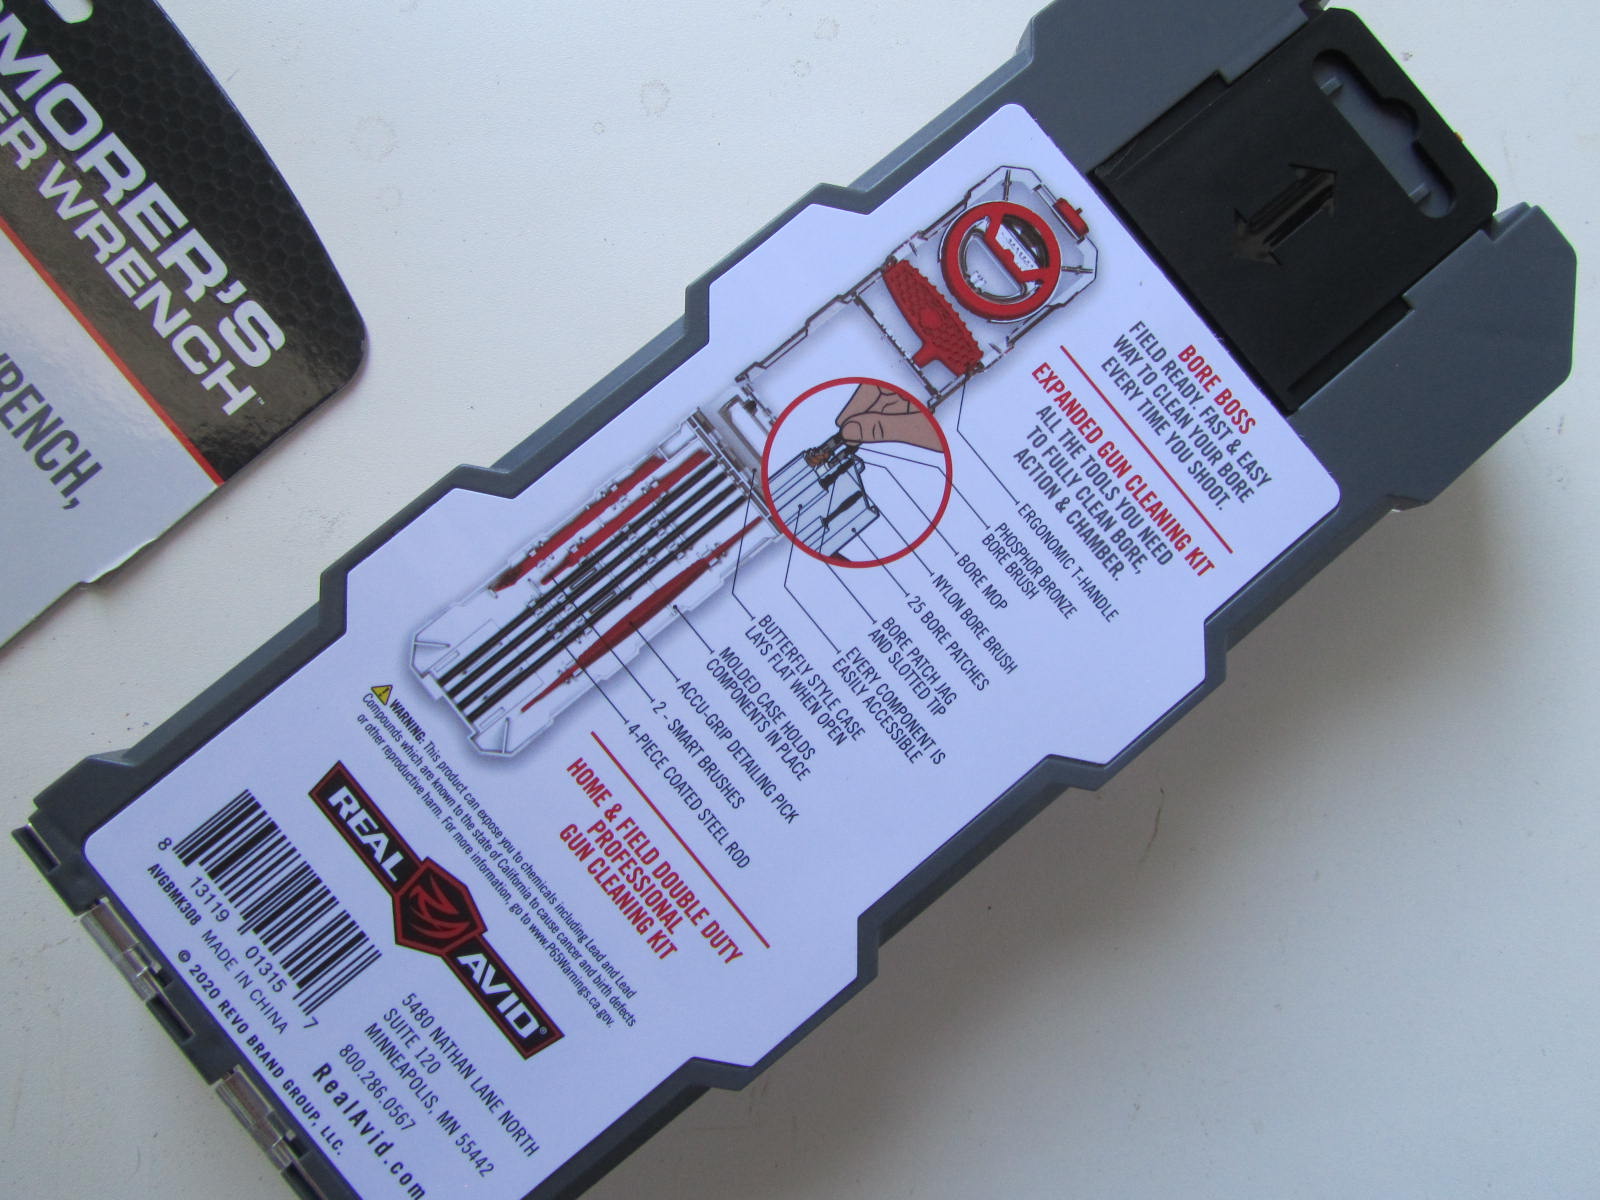 MORER'S
ER WRENCH™
WRENCH,
BORE BOSS
FIELD READY. FAST & EASY
WAY TO CLEAN YOUR BORE
EVERY TIME YOU SHOOT.
EXPANDED GUN CLEANING KIT
ALL THE TOOLS YOU NEED
TO FULLY CLEAN BORE,
ACTION & CHAMBER.
ERGONOMIC T-HANDLE
PHOSPHOR BRONZE
BORE BRUSH
BORE MOP
NYLON BORE BRUSH
25 BORE PATCHES
BORE PATCH JAG
AND SLOTTED TIP
EVERY COMPONENT IS
EASILY ACCESSIBLE
BUTTERFLY STYLE CASE
LAYS FLAT WHEN OPEN
MOLDED CASE HOLDS
COMPONENTS IN PLACE
ACCU-GRIP DETAILING PICK
2 - SMART BRUSHES
4-PIECE COATED STEEL ROD
HOME & FIELD DOUBLE DUTY
PROFESSIONAL
GUN CLEANING KIT
WARNING: This product can expose you to chemicals including Lead and Lead
Compounds which are known to the state of California to cause cancer and birth defects
or other reproductive harm. For more information, go to www.P65Warnings.ca.gov.
REAL AVID®
8 13119 01315 7
AVGBMK308 MADE IN CHINA
© 2020 REVO BRAND GROUP, LLC.
5480 NATHAN LANE NORTH
SUITE 120
MINNEAPOLIS, MN 55442
800.286.0567
RealAvid.com